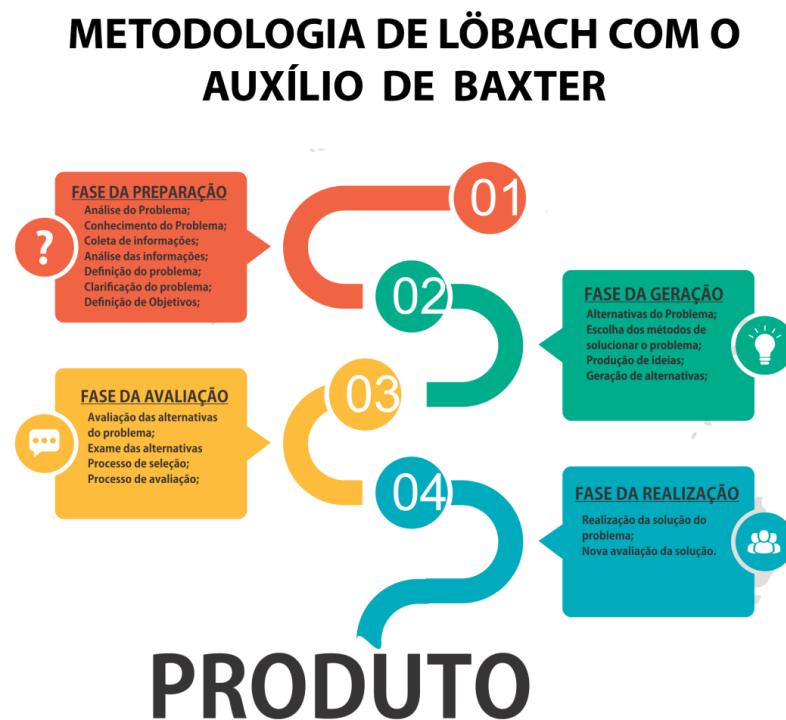 METODOLOGIA DE LÖBACH COM O
AUXÍLIO DE BAXTER
01
FASE DA PREPARAÇÃO
Análise do Problema;
Conhecimento do Problema;
Coleta de informações;
Análise das informações;
Definição do problema;
Clarificação do problema;
Definição de Objetivos;
?
02
FASE DA GERAÇÃO
Alternativas do Problema;
Escolha dos métodos de
solucionar o problema;
Produção de ideias;
Geração de alternativas;
03
FASE DA AVALIAÇÃO
Avaliação das alternativas
do problema;
Exame das alternativas
Processo de seleção;
Processo de avaliação;
04
FASE DA REALIZAÇÃO
Realização da solução do
problema;
Nova avaliação da solução.
PRODUTO